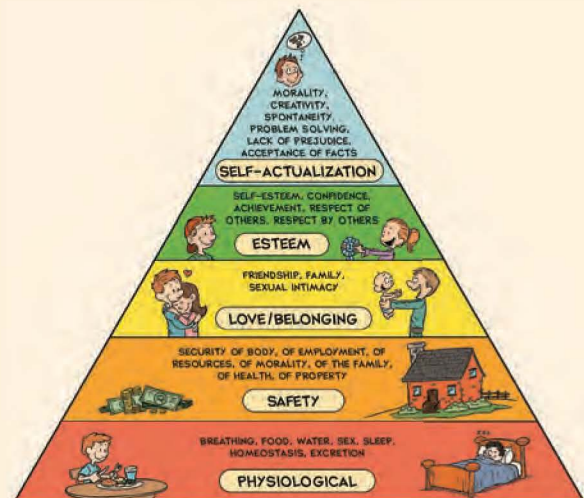 MORALITY,
CREATIVITY,
SPONTANEITY,
PROBLEM SOLVING,
LACK OF PREJUDICE,
ACCEPTANCE OF FACTS
SELF-ACTUALIZATION
SELF-ESTEEM, CONFIDENCE,
ACHIEVEMENT, RESPECT OF
OTHERS, RESPECT BY OTHERS
ESTEEM
FRIENDSHIP, FAMILY,
SEXUAL INTIMACY
LOVE/BELONGING
SECURITY OF BODY, OF EMPLOYMENT, OF
RESOURCES, OF MORALITY, OF THE FAMILY,
OF HEALTH, OF PROPERTY
SAFETY
BREATHING, FOOD, WATER, SEX, SLEEP,
HOMEOSTASIS, EXCRETION
PHYSIOLOGICAL